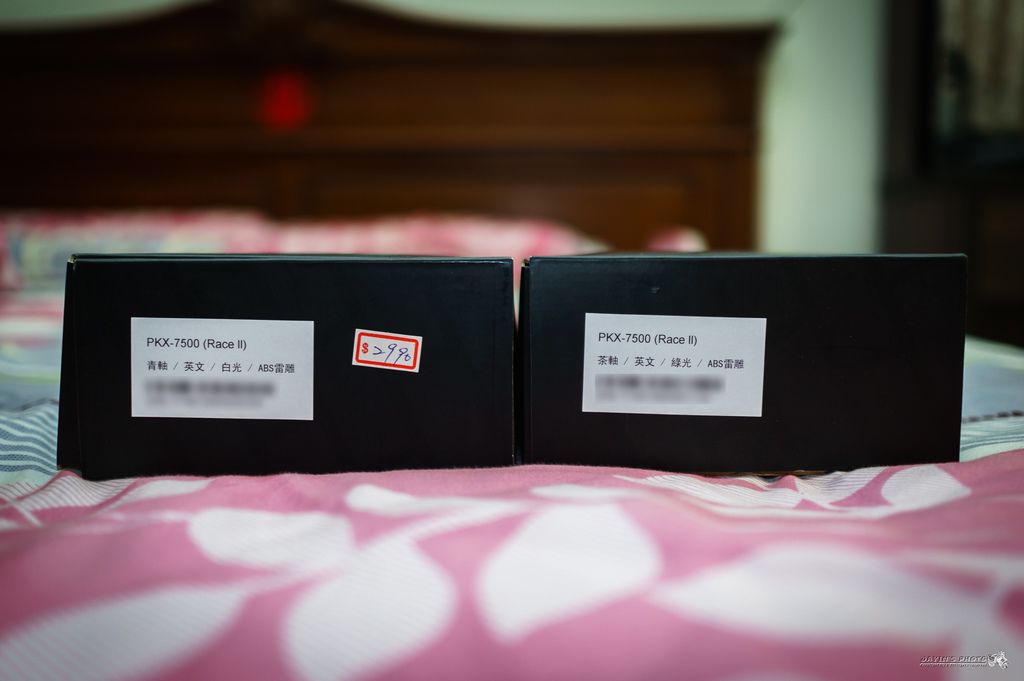 PKX-7500 (Race II)
青軸 / 英文 / 白光 / ABS雷雕
$2990
PKX-7500 (Race II)
茶軸 / 英文 / 綠光 / ABS雷雕